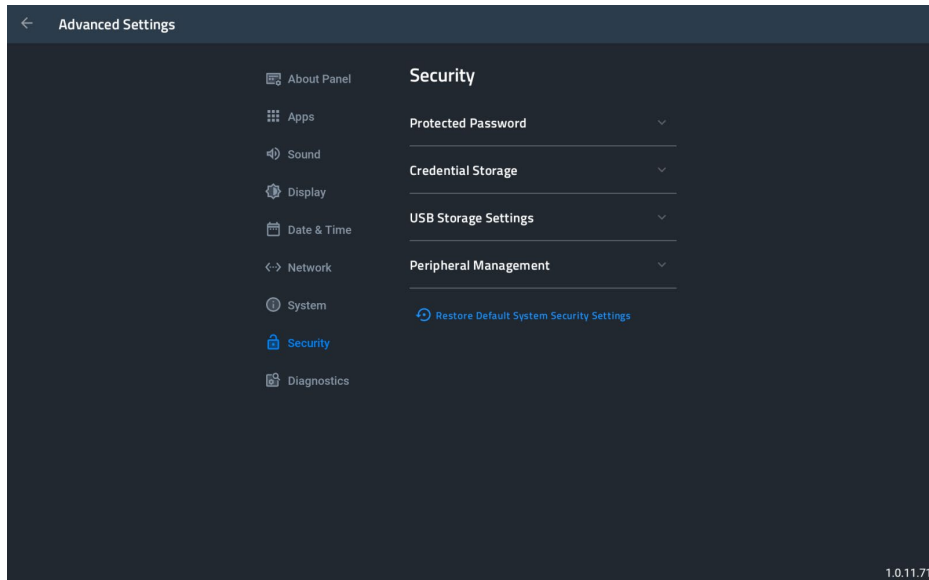 Advanced Settings
About Panel
Apps
Sound
Display
Date & Time
Network
System
Security
Diagnostics
Security
Protected Password
Credential Storage
USB Storage Settings
Peripheral Management
Restore Default System Security Settings
1.0.11.71